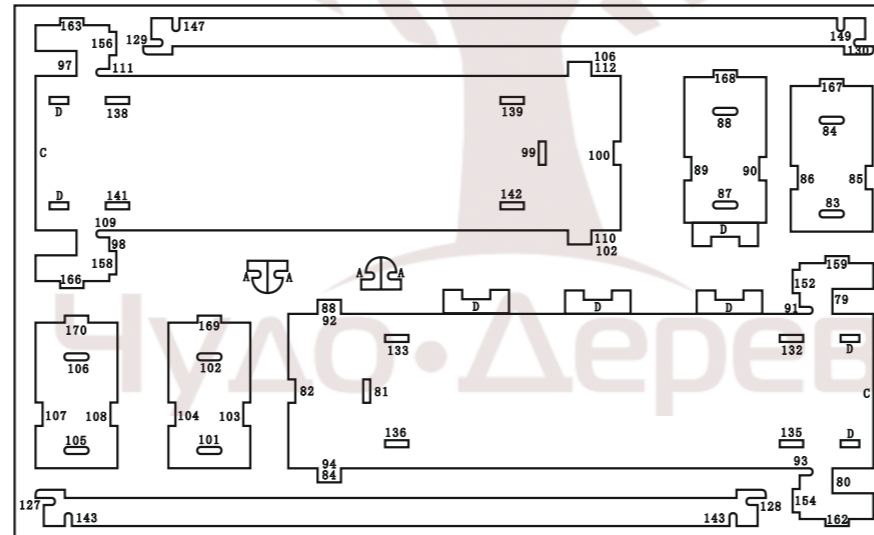 163 147 149
156 129 130
97 111 106
112
168 167
D 138 139 88 84
C 99 100 89 90 86 85
D 141 142 87 83
109 98 110 D
102
158 166 159
A A A A 152
D D D 91 79
170 169 88
92
106 102 133 132 D
107 108 104 103 82 81 C
105 101 136 135 D
94 93
84 80
127 128 154
143 143 162
Чудо•Дерев